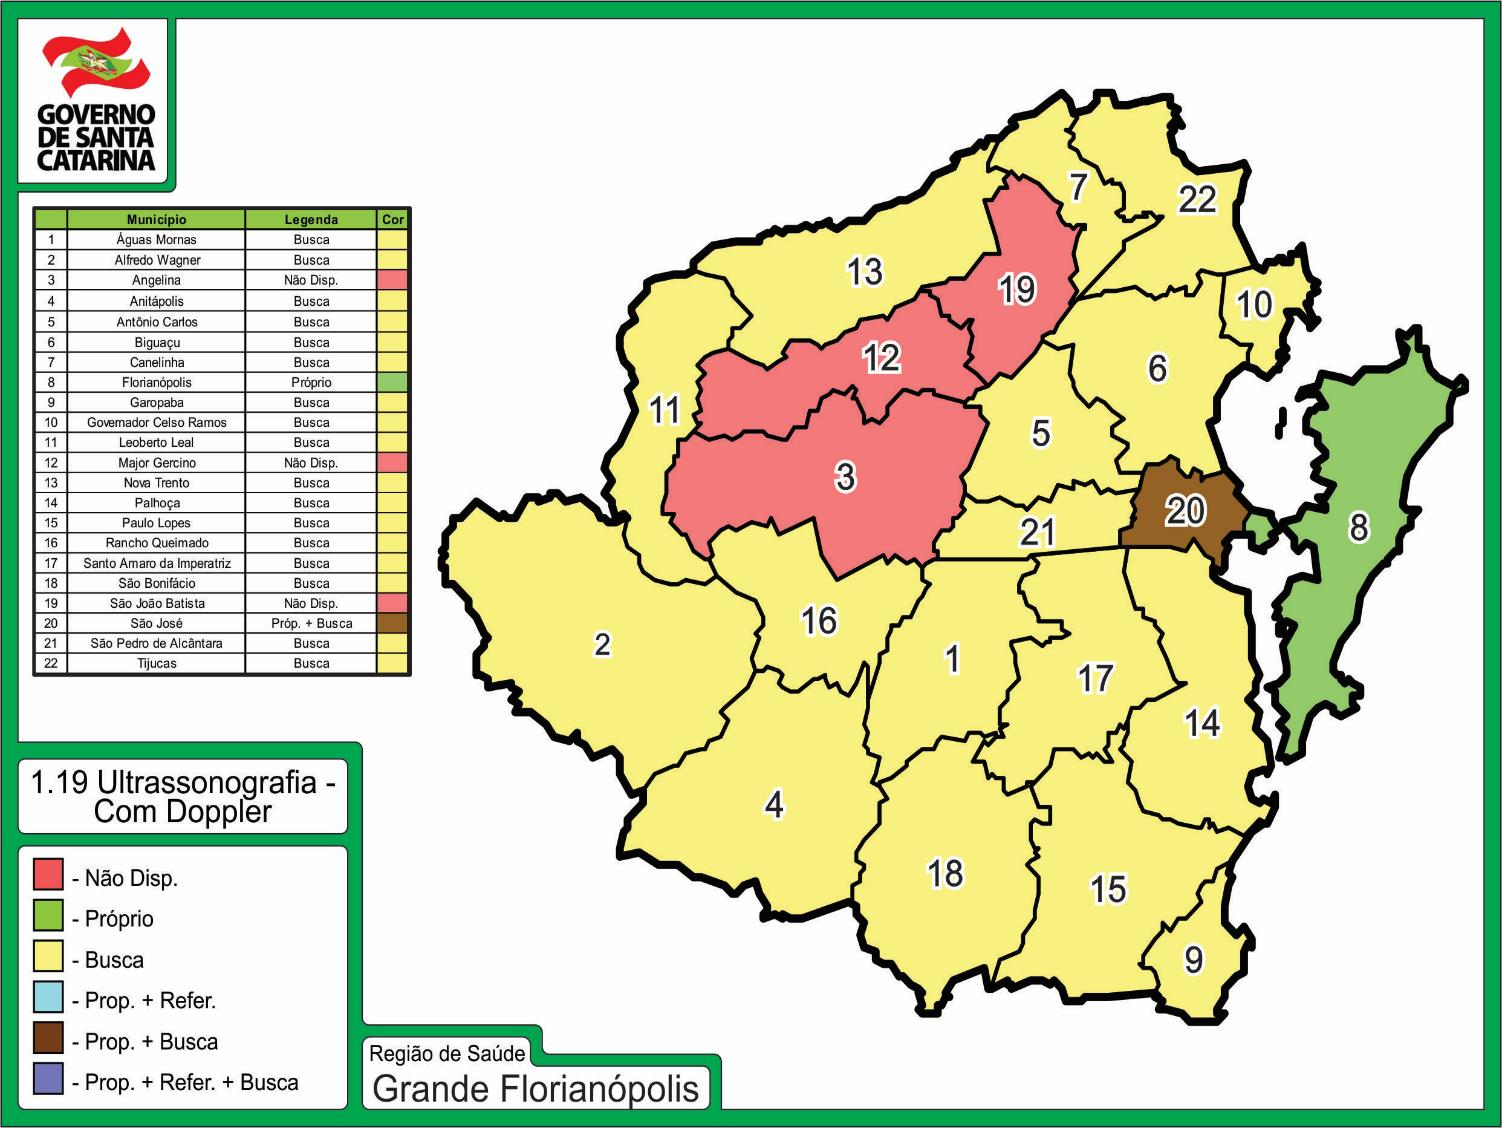 GOVERNO
DE SANTA
CATARINA
Município Legenda Cor
1 Águas Mornas Busca
2 Alfredo Wagner Busca
3 Angelina Não Disp.
4 Anitápolis Busca
5 Antônio Carlos Busca
6 Biguaçu Busca
7 Canelinha Busca
8 Florianópolis Próprio
9 Garopaba Busca
10 Governador Celso Ramos Busca
11 Leoberto Leal Busca
12 Major Gercino Não Disp.
13 Nova Trento Busca
14 Palhoça Busca
15 Paulo Lopes Busca
16 Rancho Queimado Busca
17 Santo Amaro da Imperatriz Busca
18 São Bonifácio Busca
19 São João Batista Não Disp.
20 São José Próp. + Busca
21 São Pedro de Alcântara Busca
22 Tijucas Busca
1.19 Ultrassonografia -
Com Doppler
- Não Disp.
- Próprio
- Busca
- Prop. + Refer.
- Prop. + Busca
- Prop. + Refer. + Busca
Região de Saúde
Grande Florianópolis
7
22
13
19
10
12
6
11
5
3
20
8
21
16
2
1
17
14
4
18
15
9